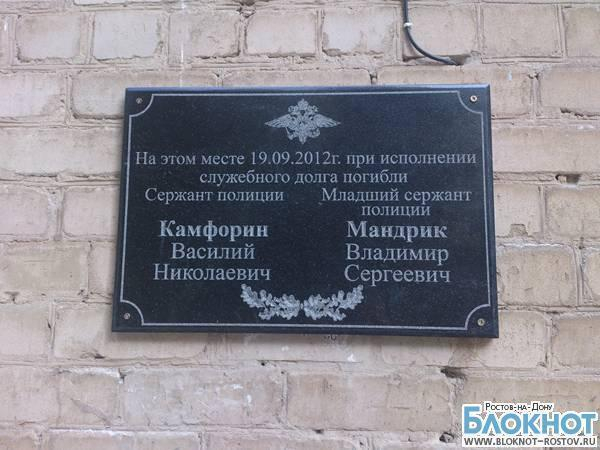 На этом месте 19.09.2012г. при исполнении
служебного долга погибли
Сержант полиции
Камфорин
Василий
Николаевич
Младший сержант
полиции
Мандрик
Владимир
Сергеевич
Ростов-на-Дону
БЛОКНОТ
WWW.BLOKNOT-ROSTOV.RU